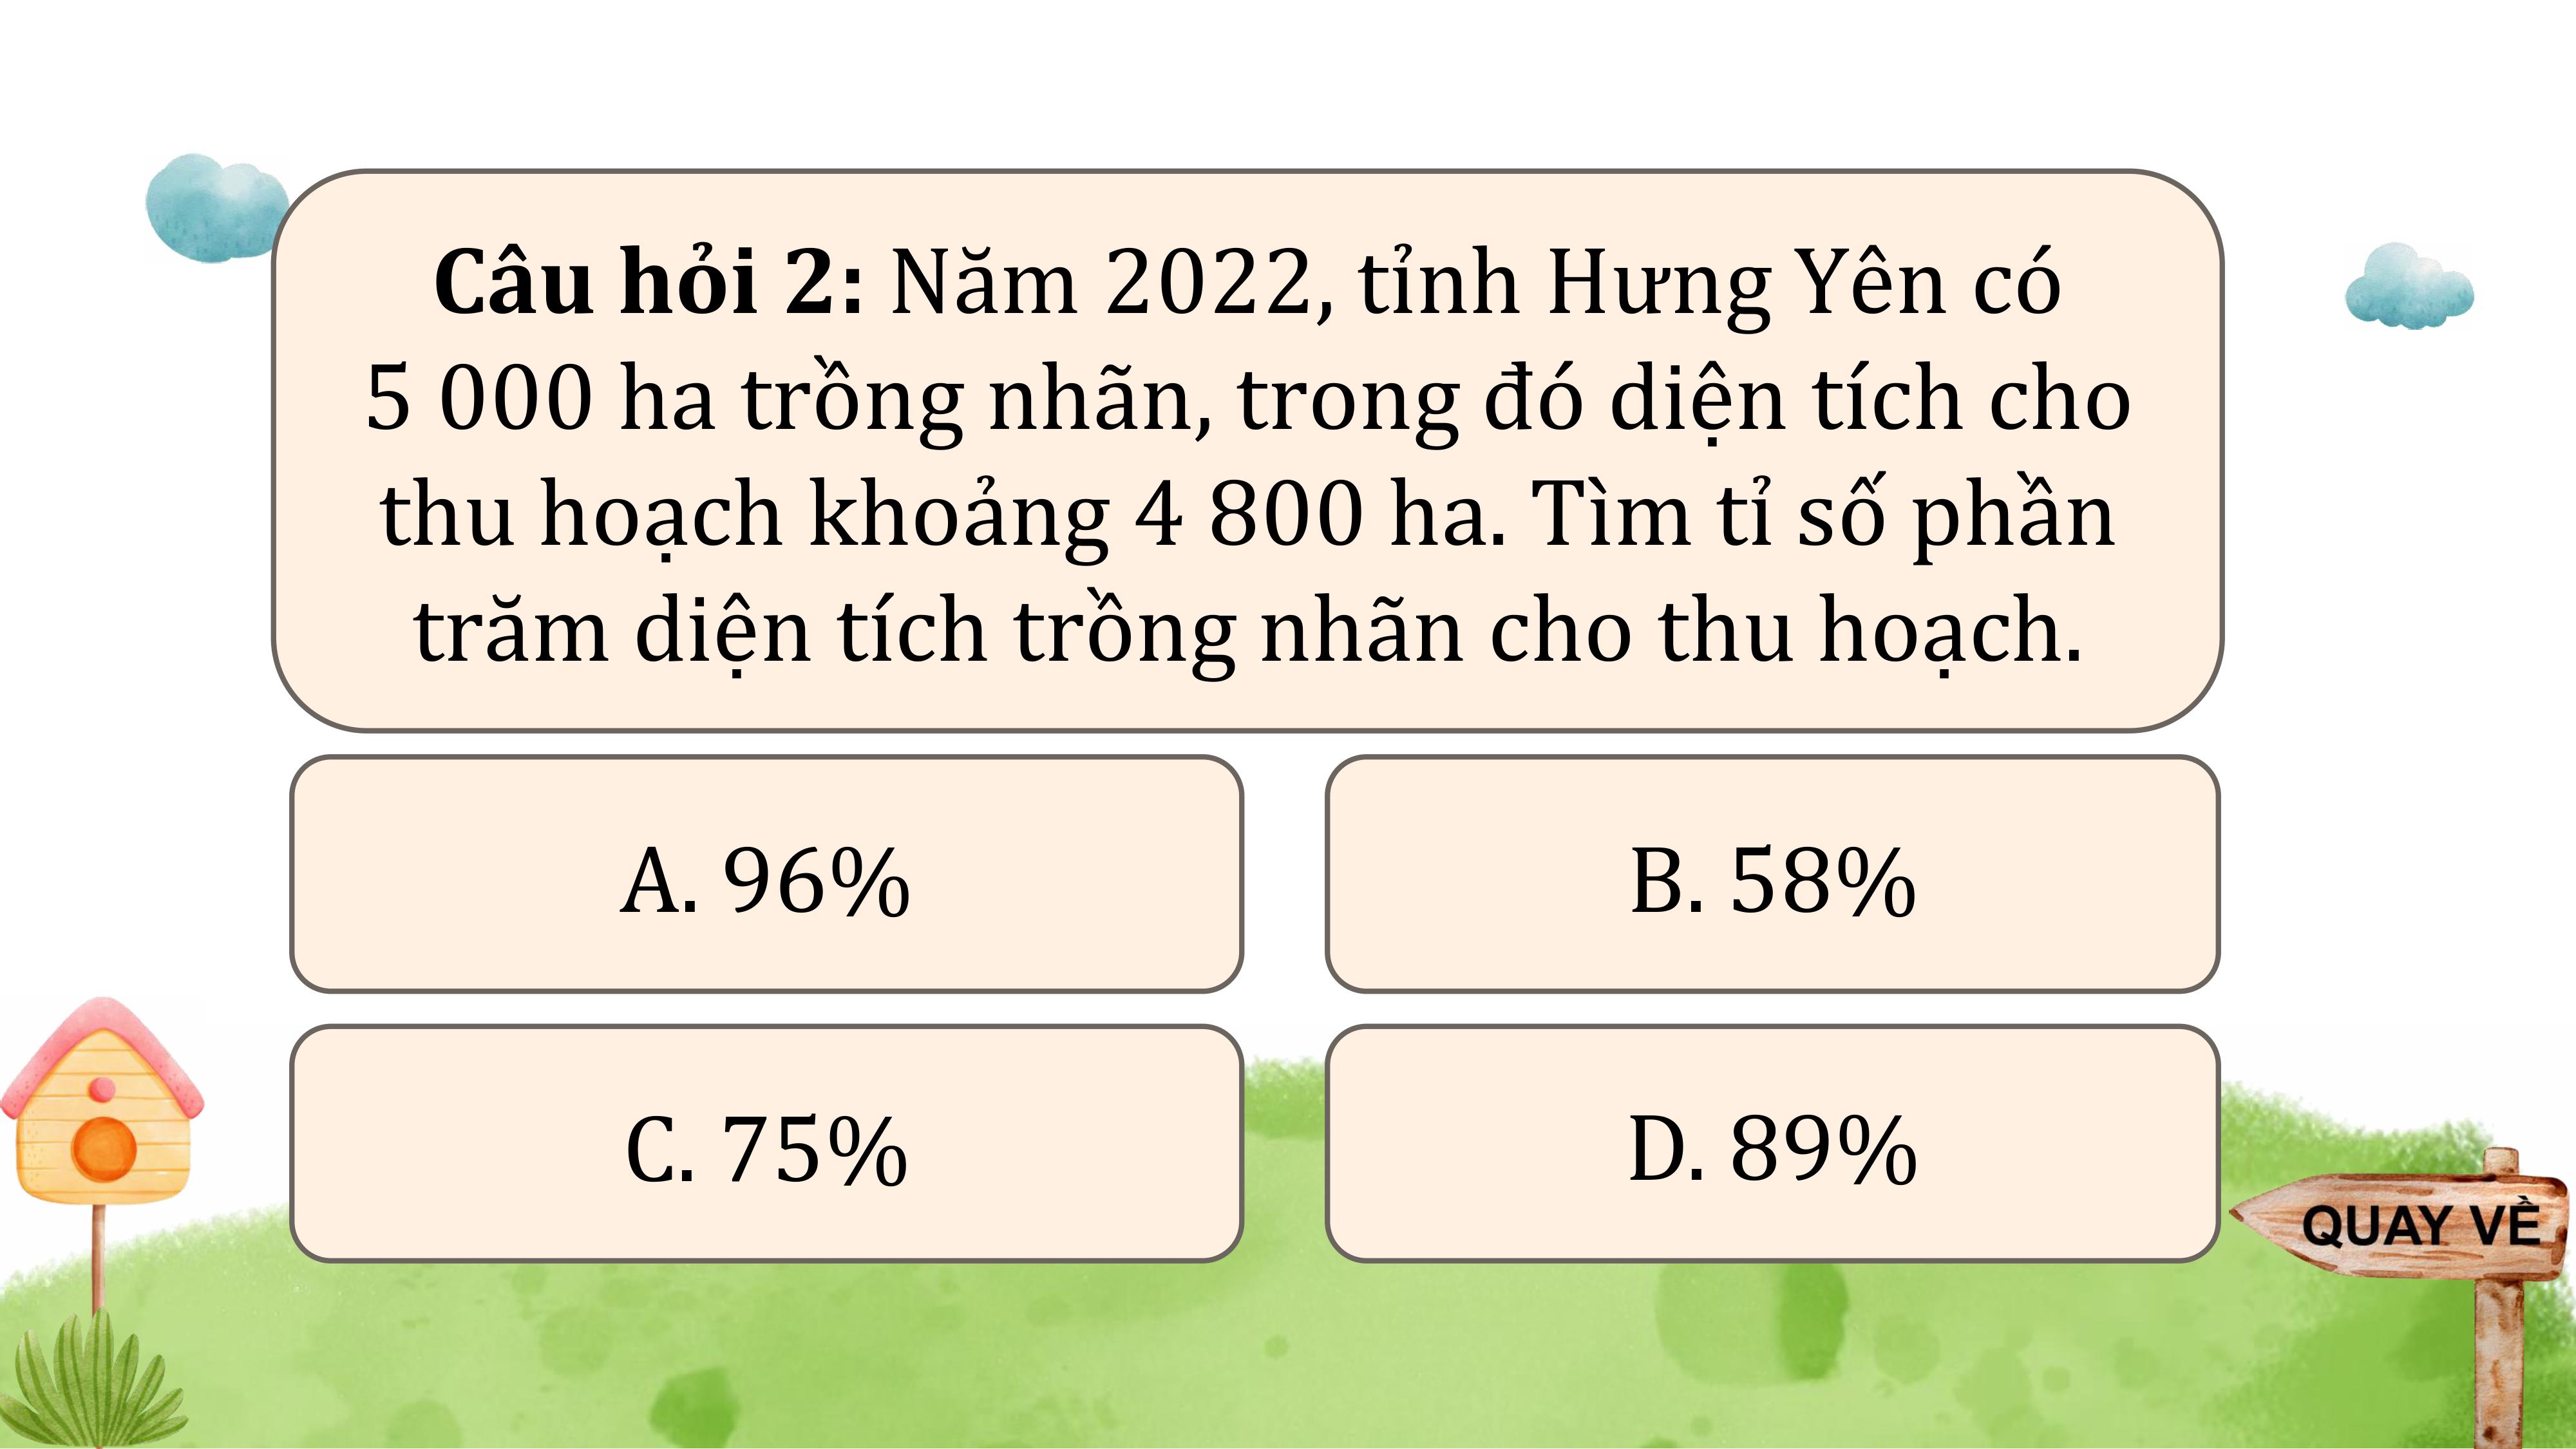 Câu hỏi 2: Năm 2022, tỉnh Hưng Yên có
5 000 ha trồng nhãn, trong đó diện tích cho
thu hoạch khoảng 4 800 ha. Tìm tỉ số phần
trăm diện tích trồng nhãn cho thu hoạch.
A. 96%
B. 58%
C. 75%
D. 89%
QUAY VỀ